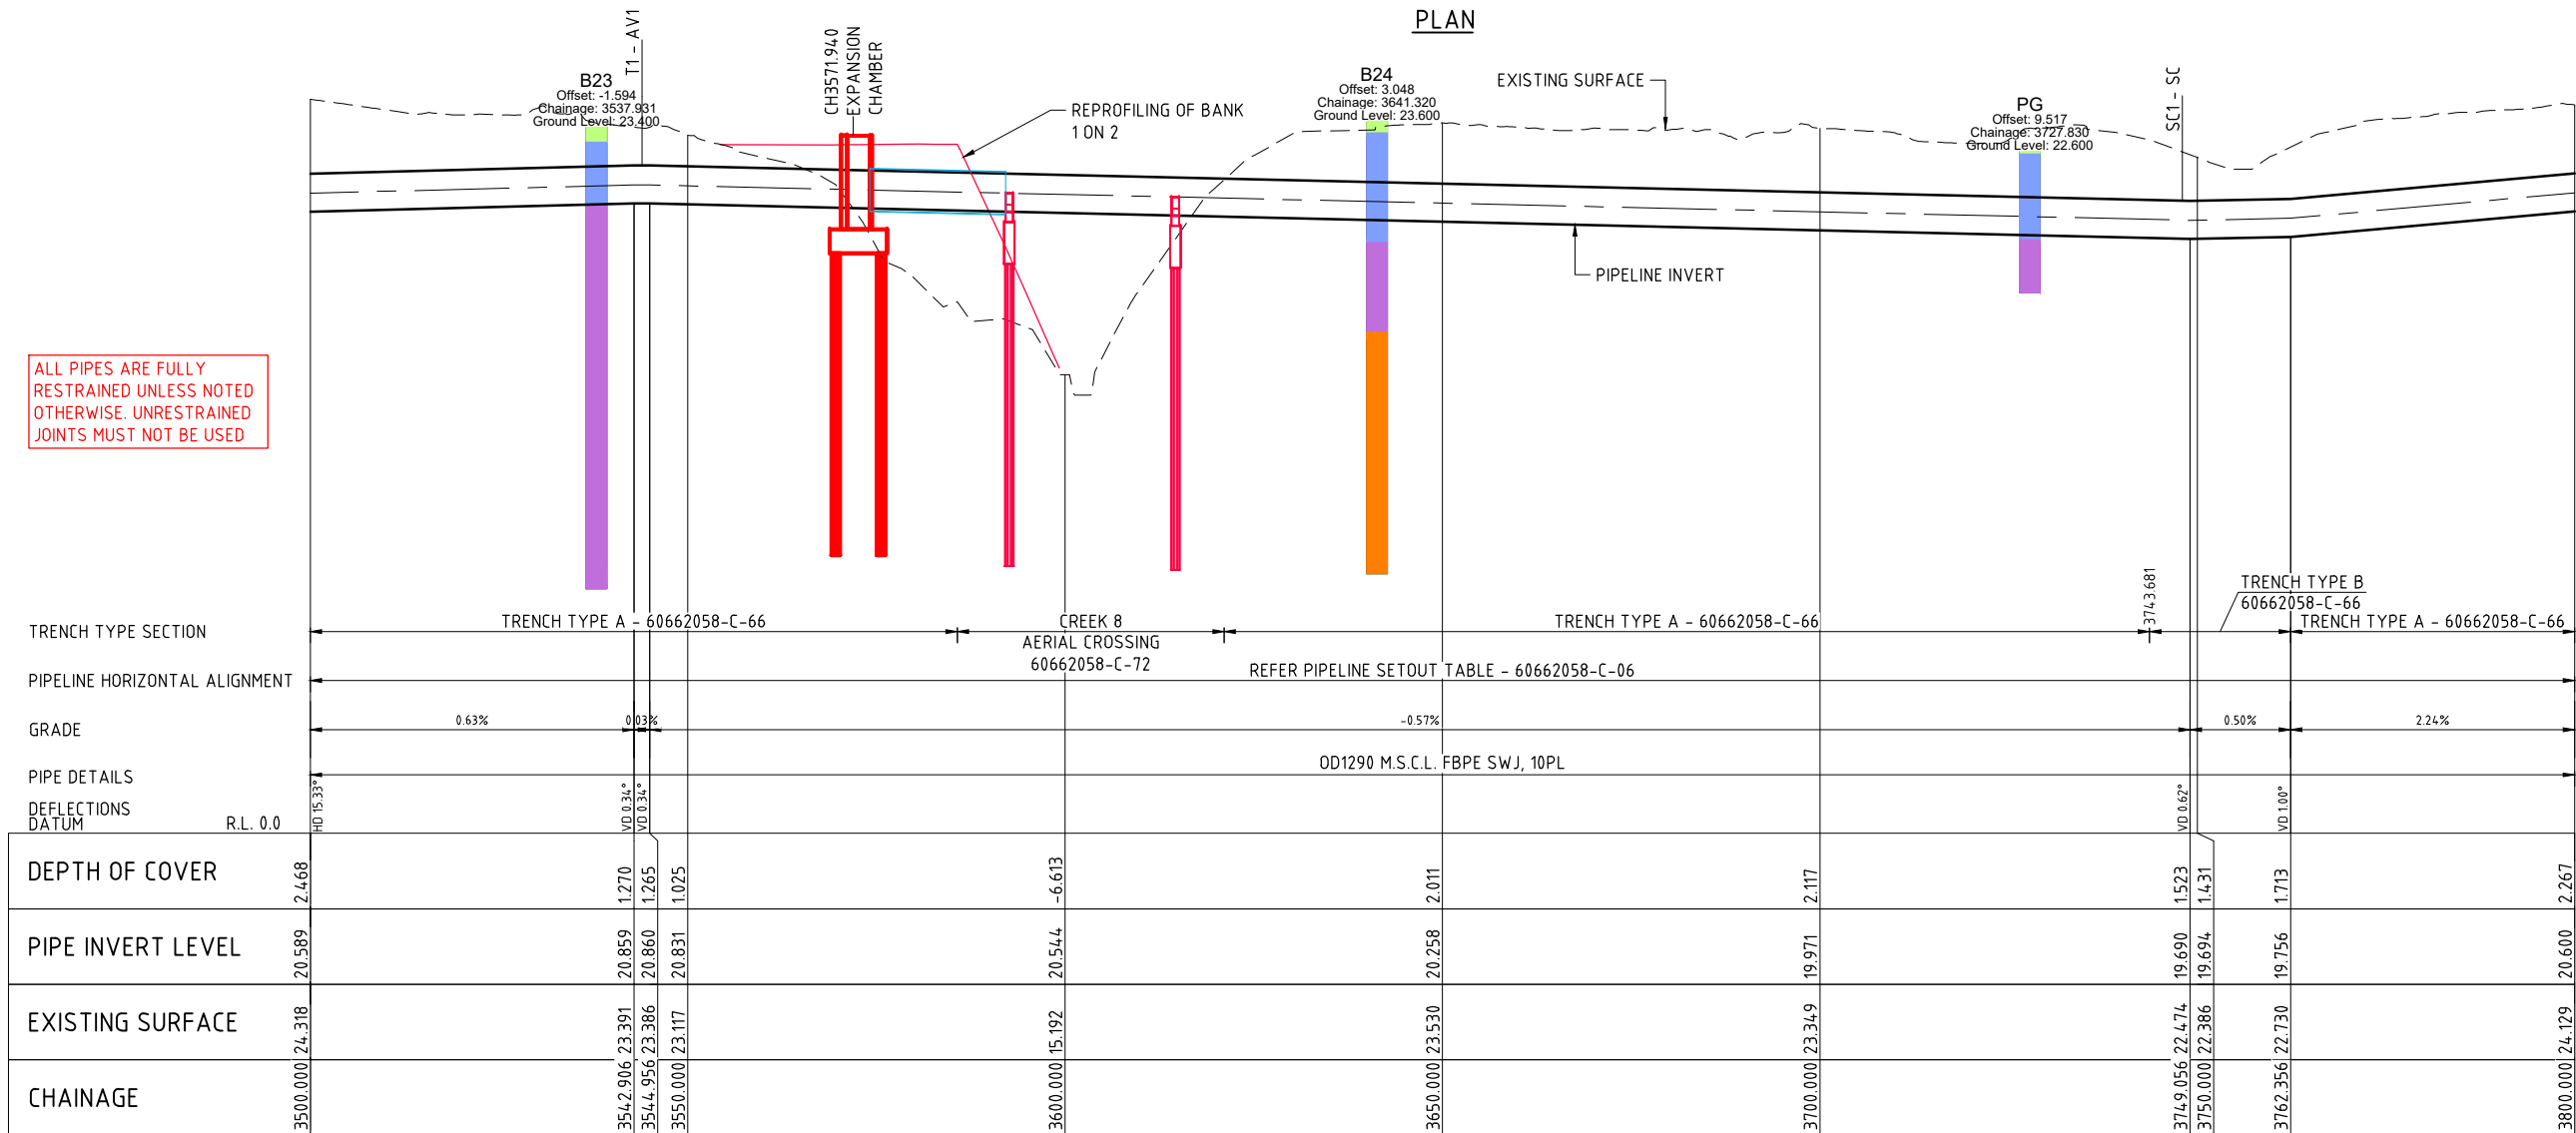 PLAN
T1 - AV1
B23
Offset: -1.594
Chainage: 3537.931
Ground Level: 23.400
CH3571.940
EXPANSION
CHAMBER
REPROFILING OF BANK
1 ON 2
B24
Offset: 3.048
Chainage: 3641.320
Ground Level: 23.600
EXISTING SURFACE
PG
Offset: 9.517
Chainage: 3727.830
Ground Level: 22.600
SC1 - SC
PIPELINE INVERT
ALL PIPES ARE FULLY
RESTRAINED UNLESS NOTED
OTHERWISE. UNRESTRAINED
JOINTS MUST NOT BE USED
3743.681
TRENCH TYPE B
60662058-C-66
TRENCH TYPE SECTION
TRENCH TYPE A - 60662058-C-66
CREEK 8
AERIAL CROSSING
60662058-C-72
TRENCH TYPE A - 60662058-C-66
TRENCH TYPE A - 60662058-C-66
PIPELINE HORIZONTAL ALIGNMENT
REFER PIPELINE SETOUT TABLE - 60662058-C-06
GRADE
0.63%
0.03%
-0.57%
0.50%
2.24%
PIPE DETAILS
OD1290 M.S.C.L. FBPE SWJ, 10PL
DEFLECTIONS
HD 15.33°
VD 0.34°
VD 0.34°
VD 0.62°
VD 1.00°
DATUM R.L. 0.0
DEPTH OF COVER
2.468
1.270
1.265
1.025
-6.613
2.011
2.117
1.523
1.431
1.713
2.267
PIPE INVERT LEVEL
20.589
20.859
20.860
20.831
20.544
20.258
19.971
19.690
19.694
19.756
20.600
EXISTING SURFACE
24.318
23.391
23.386
23.117
15.192
23.530
23.349
22.474
22.386
22.730
24.129
CHAINAGE
3500.000
3542.906
3544.956
3550.000
3600.000
3650.000
3700.000
3749.056
3750.000
3762.356
3800.000